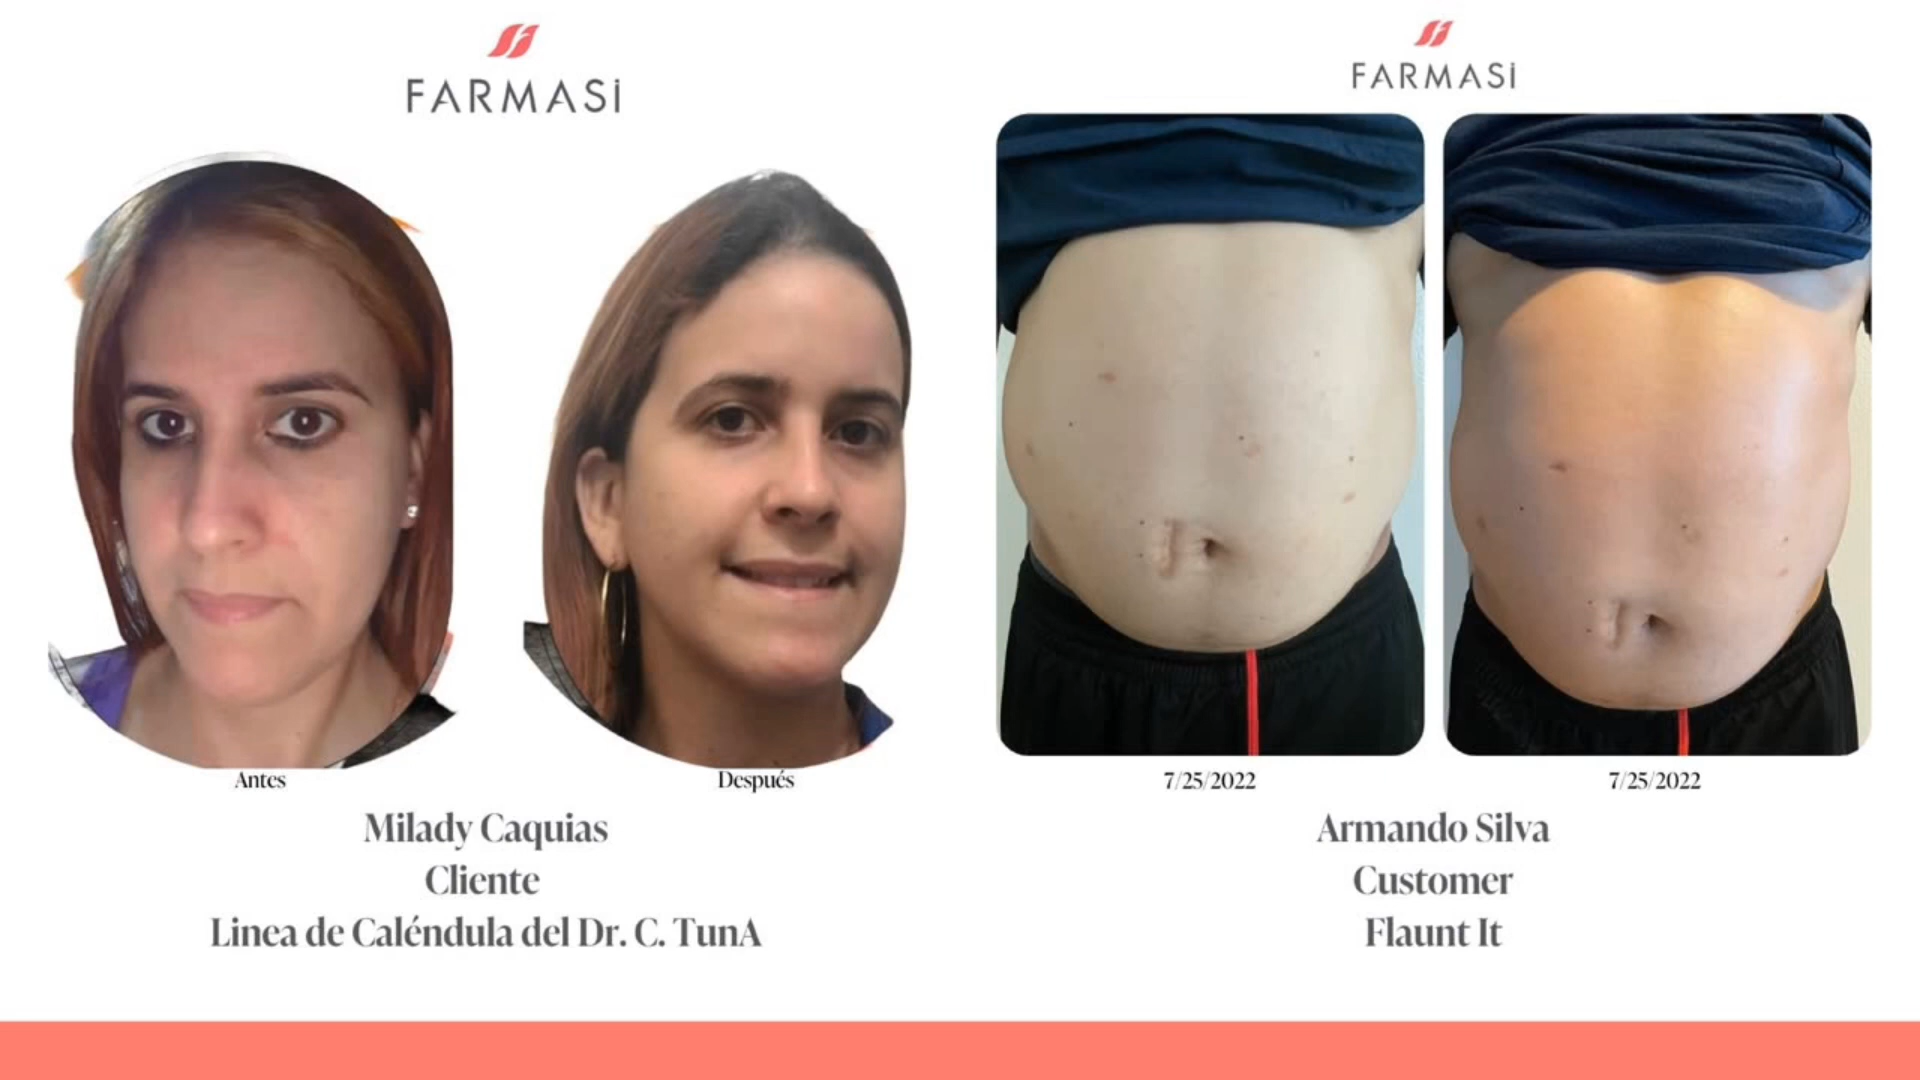 FARMASİ
Antes
Después
Milady Caquias
Cliente
Linea de Caléndula del Dr. C. TunA
FARMASİ
7/25/2022
7/25/2022
Armando Silva
Customer
Flaunt It